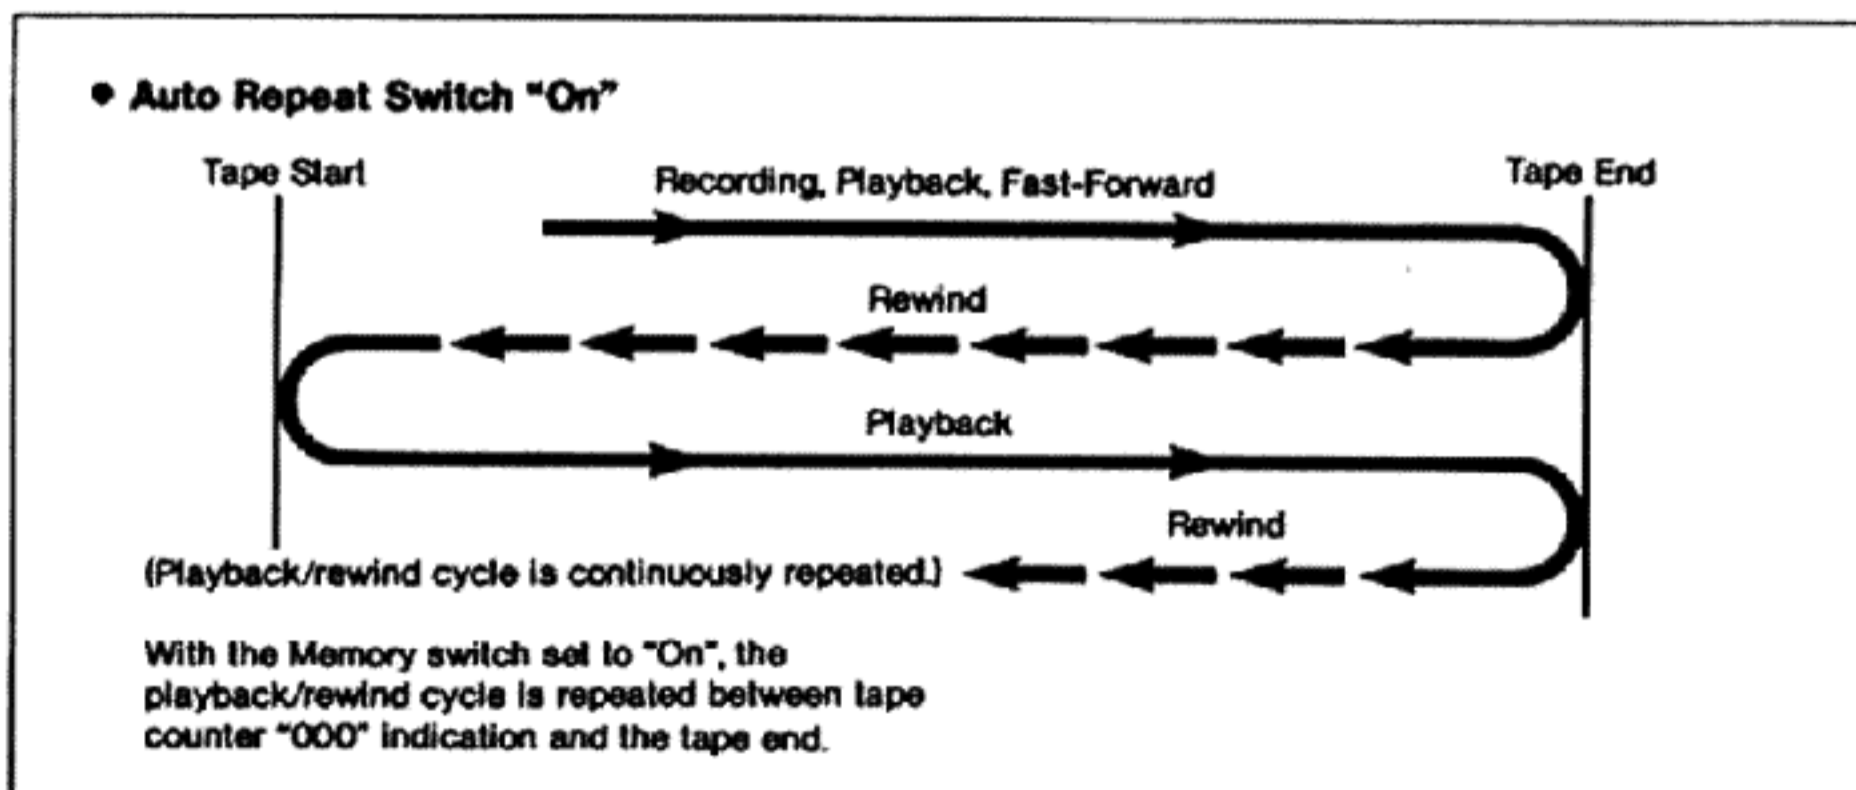 • Auto Repeat Switch "On"
Tape Start
Recording, Playback, Fast-Forward
Tape End
Rewind
Playback
Rewind
(Playback/rewind cycle is continuously repeated.)
With the Memory switch set to "On", the
playback/rewind cycle is repeated between tape
counter "000" indication and the tape end.